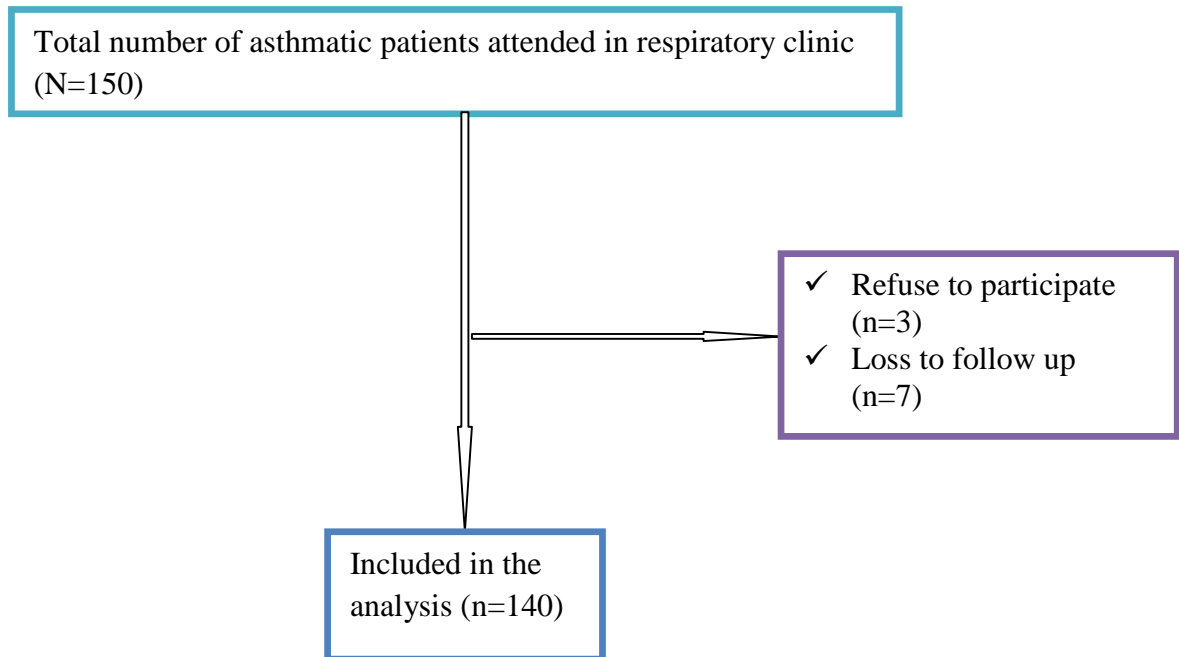 Total number of asthmatic patients attended in respiratory clinic
(N=150)
✓ Refuse to participate
(n=3)
✓ Loss to follow up
(n=7)
Included in the
analysis (n=140)